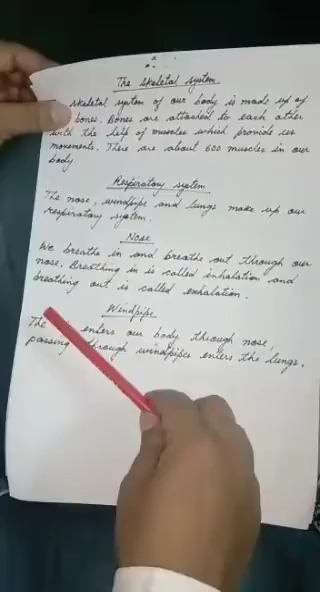 The Skeletal system
Skeletal system of our body is made up of
bones. Bones are attached to each other
with the help of muscles which provide us
movements. There are about 600 muscles in our
body
Respiratory system
The nose, windpipe and lungs make up our
respiratory system.
Nose
We breathe in and breathe out through our
nose. Breathing in is called inhalation and
breathing out is called exhalation.
Windpipe
The enters our body through nose,
passing through windpipes enters the lungs.